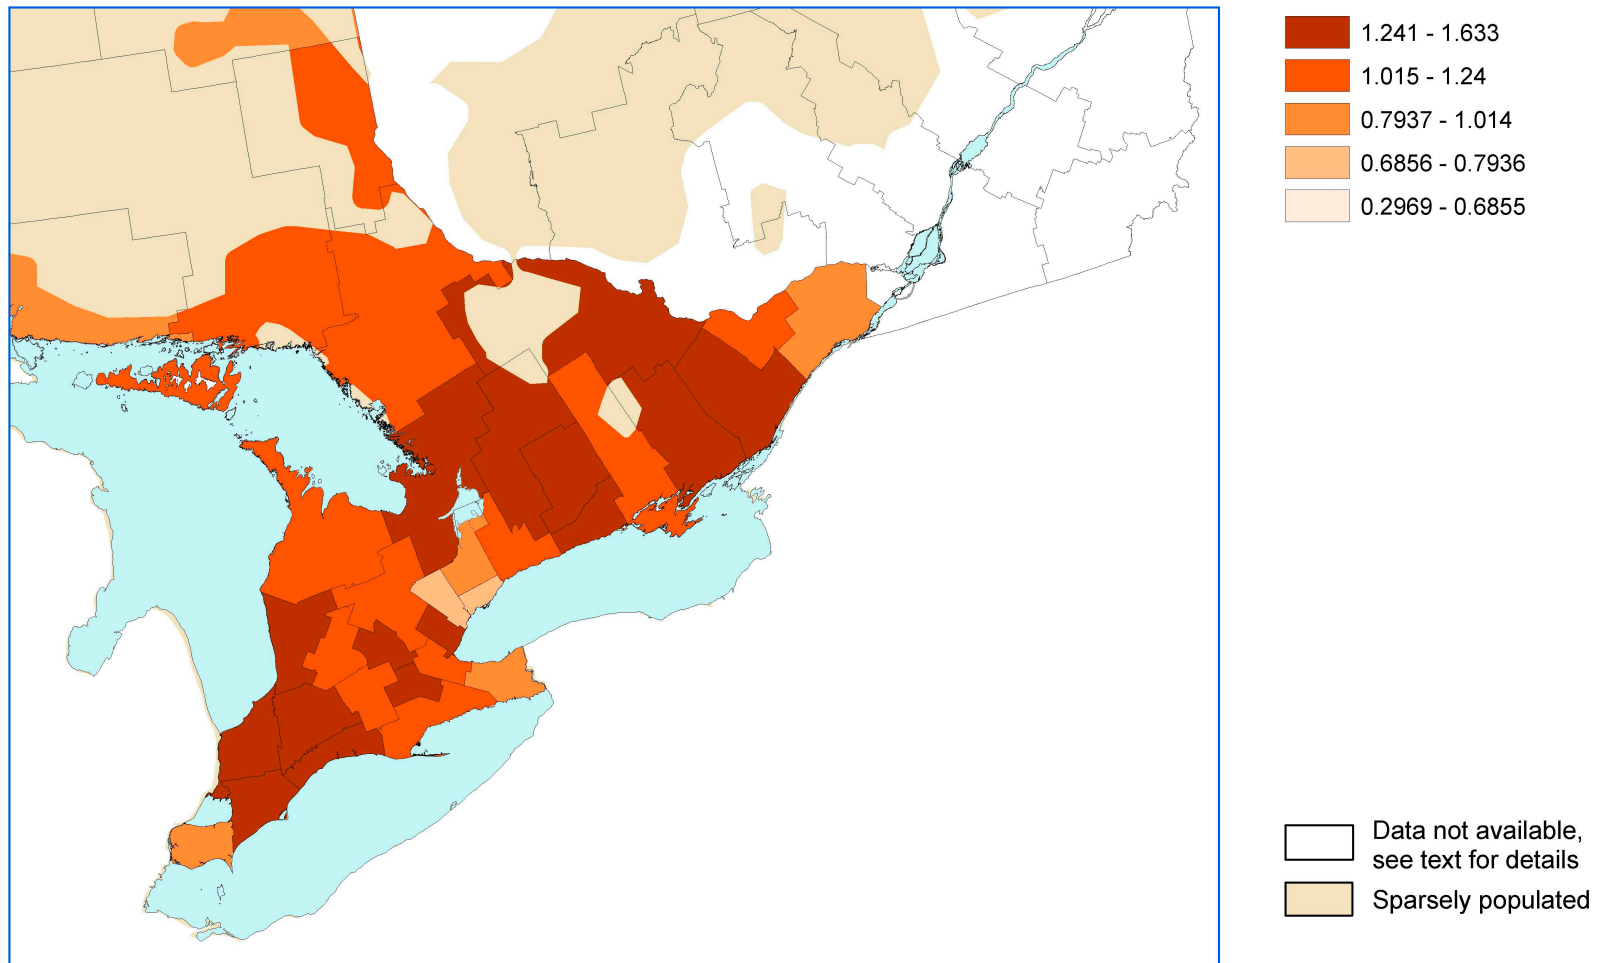 1.241 - 1.633
1.015 - 1.24
0.7937 - 1.014
0.6856 - 0.7936
0.2969 - 0.6855
Data not available,
see text for details
Sparsely populated